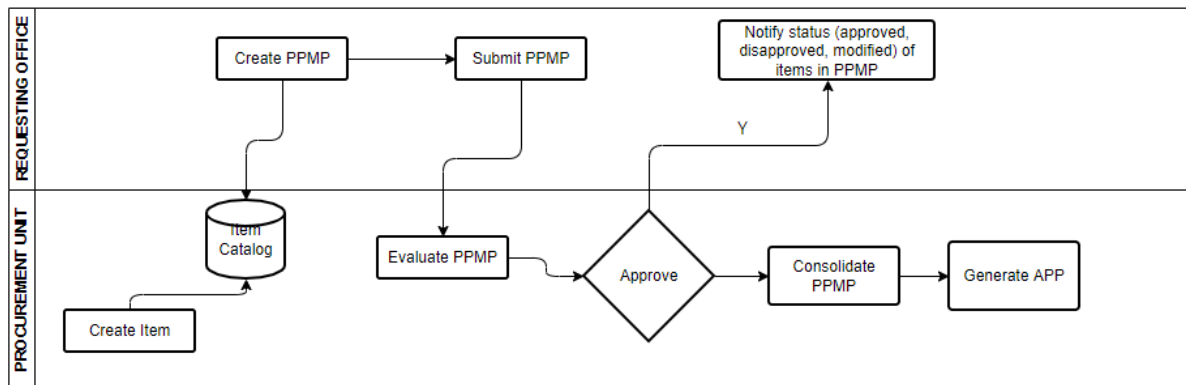 REQUESTING OFFICE
Create PPMP
Submit PPMP
Notify status (approved,
disapproved, modified) of
items in PPMP
Y
PROCUREMENT UNIT
Item
Catalog
Create Item
Evaluate PPMP
Approve
Consolidate
PPMP
Generate APP